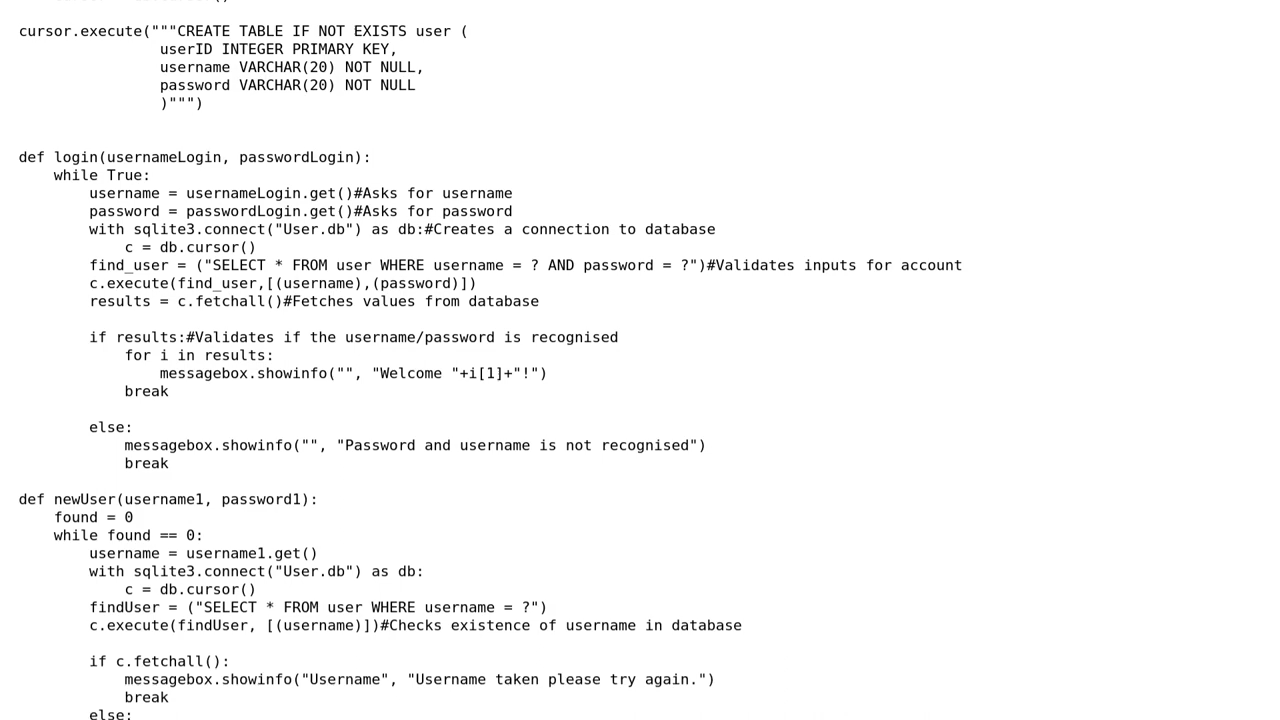 cursor.execute("""CREATE TABLE IF NOT EXISTS user (
                userID INTEGER PRIMARY KEY,
                username VARCHAR(20) NOT NULL,
                password VARCHAR(20) NOT NULL
                )""")
def login(usernameLogin, passwordLogin):
    while True:
        username = usernameLogin.get()#Asks for username
        password = passwordLogin.get()#Asks for password
        with sqlite3.connect("User.db") as db:#Creates a connection to database
            c = db.cursor()
        find_user = ("SELECT * FROM user WHERE username = ? AND password = ?")#Validates inputs for account
        c.execute(find_user,[(username),(password)])
        results = c.fetchall()#Fetches values from database
        if results:#Validates if the username/password is recognised
            for i in results:
                messagebox.showinfo("", "Welcome "+i[1]+"!")
            break
        else:
            messagebox.showinfo("", "Password and username is not recognised")
            break
def newUser(username1, password1):
    found = 0
    while found == 0:
        username = username1.get()
        with sqlite3.connect("User.db") as db:
            c = db.cursor()
        findUser = ("SELECT * FROM user WHERE username = ?")
        c.execute(findUser, [(username)])#Checks existence of username in database
        if c.fetchall():
            messagebox.showinfo("Username", "Username taken please try again.")
            break
        else: